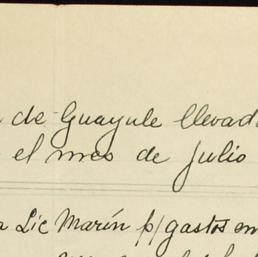 de Guayule llevad
el mes de Julio
Lic Marín p/gastos en